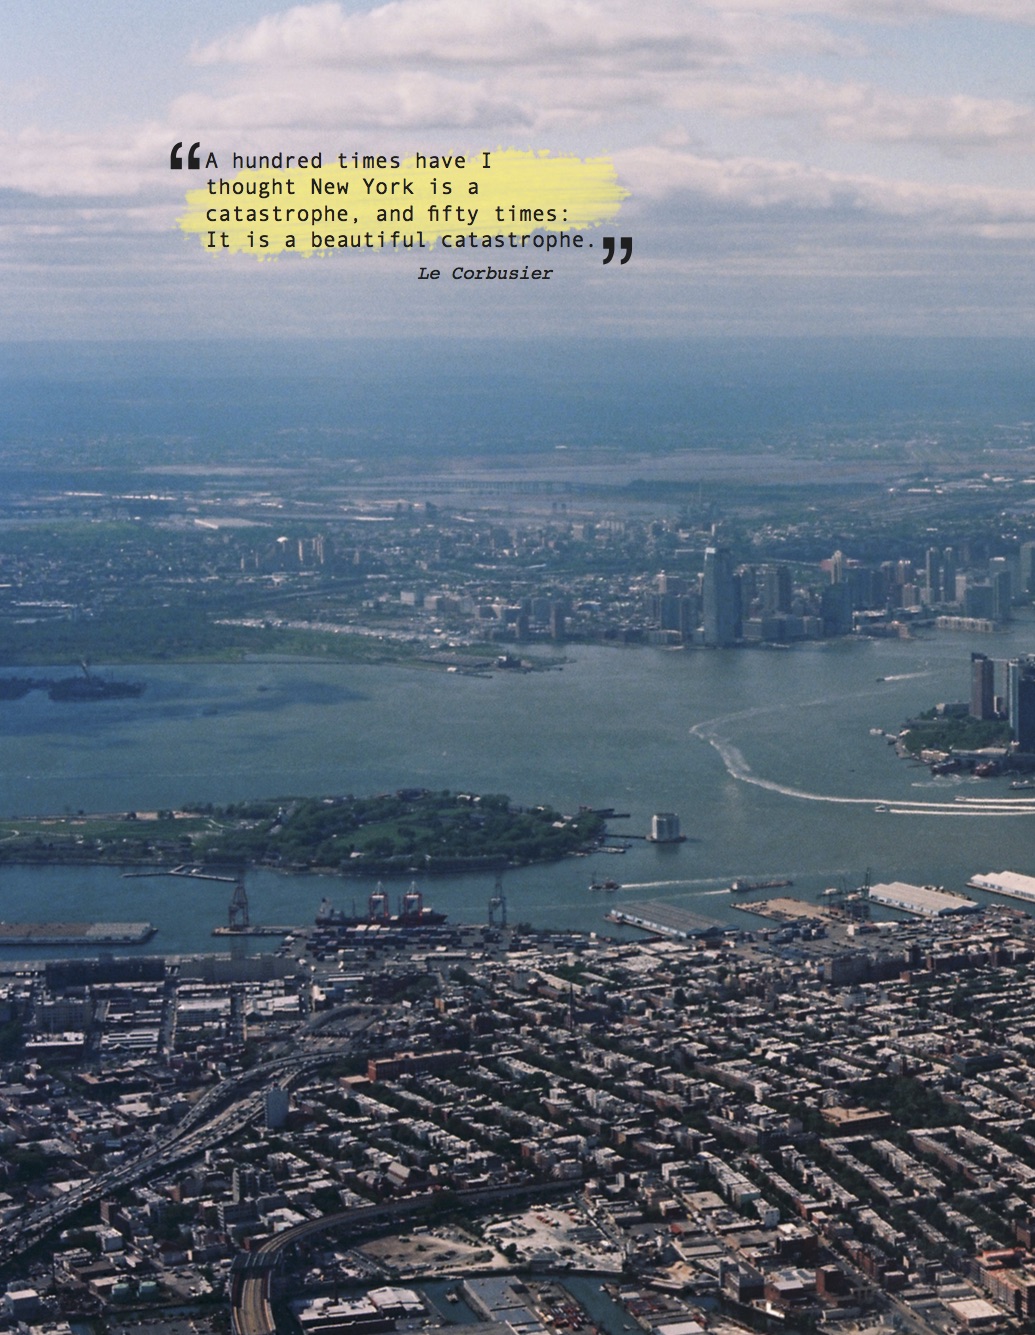 “A hundred times have I
thought New York is a
catastrophe, and fifty times:
It is a beautiful catastrophe.”
Le Corbusier